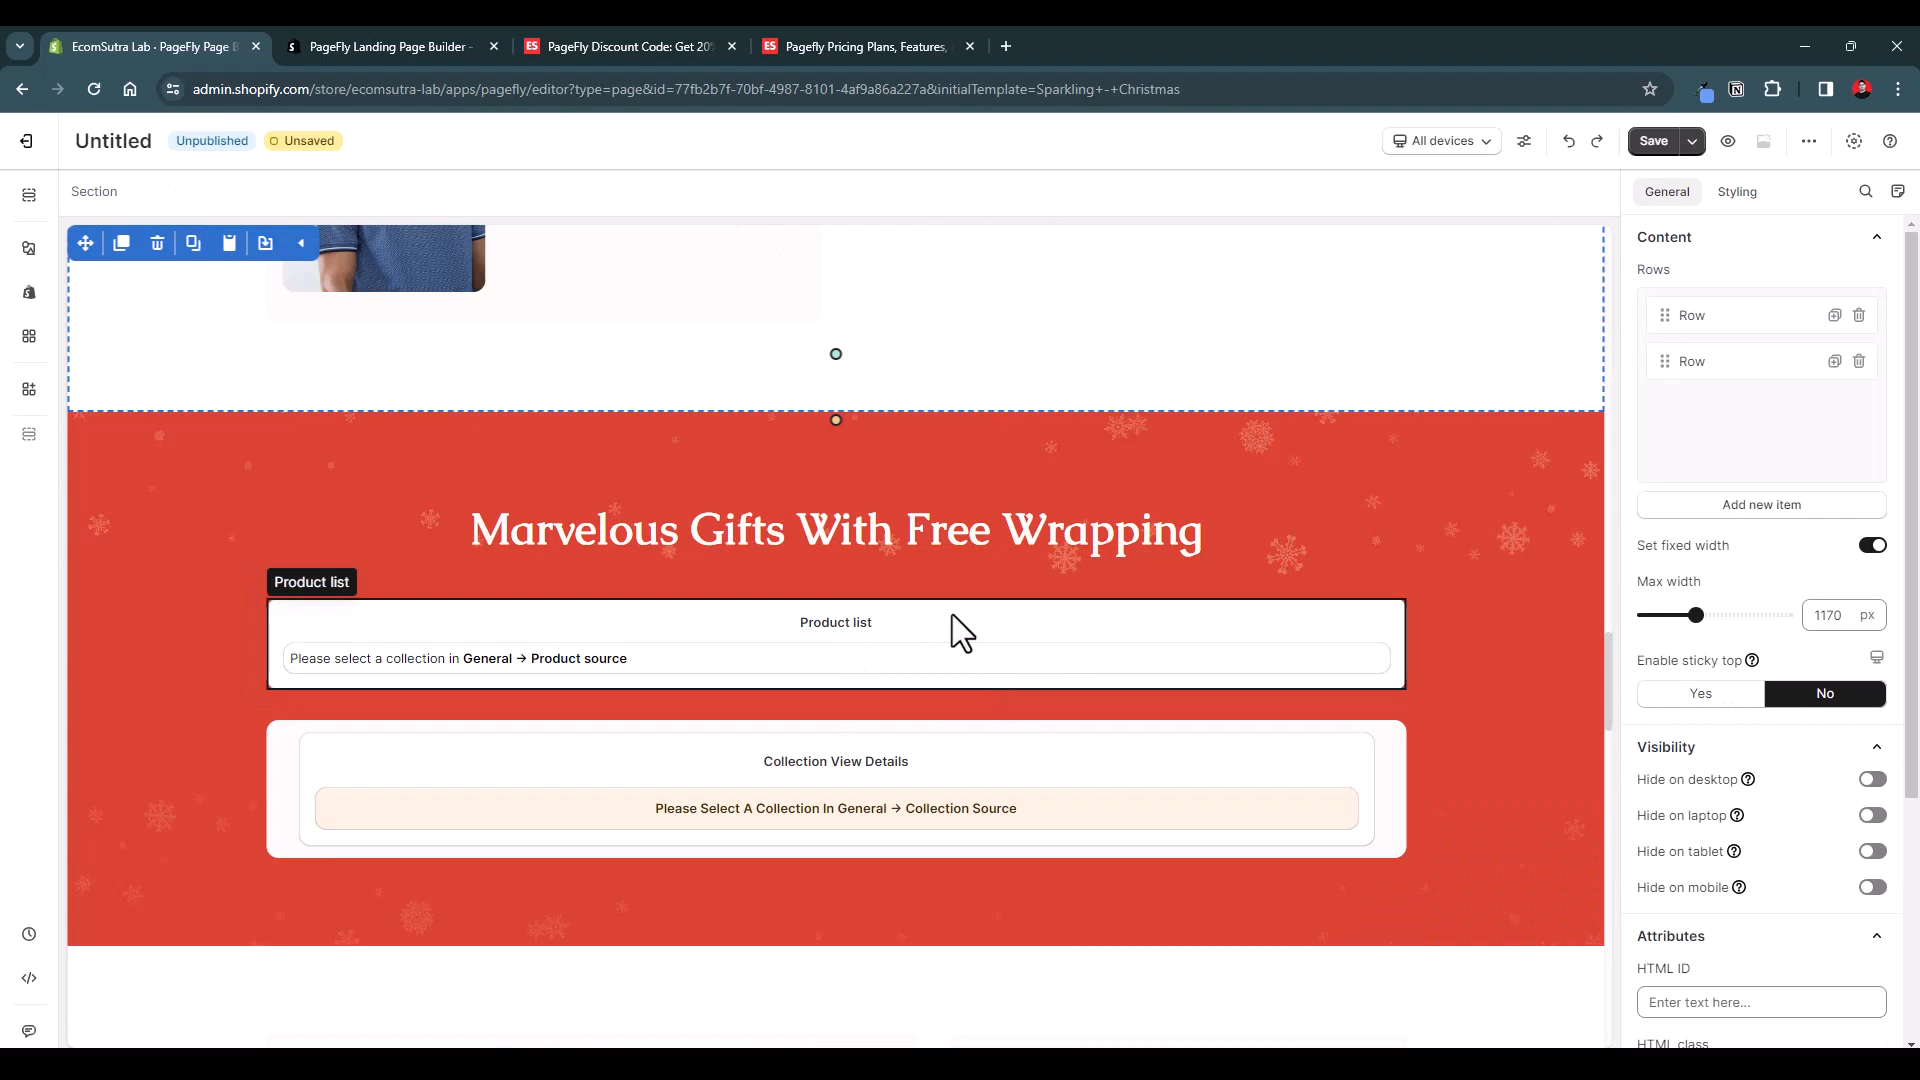 EcomSutra Lab · PageFly Page B
PageFly Landing Page Builder -
PageFly Discount Code: Get 20%
Pagefly Pricing Plans, Features,
admin.shopify.com/store/ecomsutra-lab/apps/pagefly/editor?type=page&id=77fb2b7f-70bf-4987-8101-4af9a86a227a&initialTemplate=Sparkling+-+Christmas
Untitled
Unpublished
Unsaved
All devices
Save
Section
General
Styling
Content
Rows
Row
Row
Add new item
Set fixed width
Max width
1170 px
Enable sticky top
Yes
No
Visibility
Hide on desktop
Hide on laptop
Hide on tablet
Hide on mobile
Attributes
HTML ID
Enter text here...
HTML class
Marvelous Gifts With Free Wrapping
Product list
Product list
Please select a collection in General → Product source
Collection View Details
Please Select A Collection In General → Collection Source